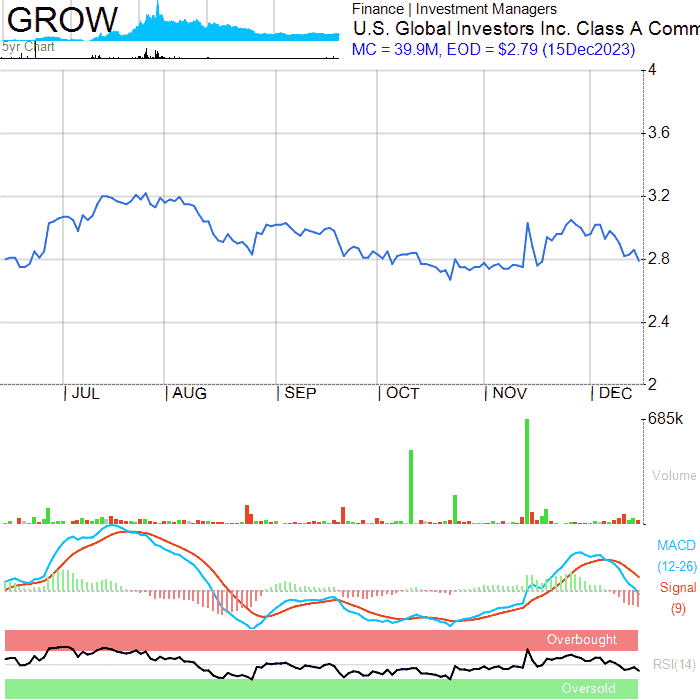 GROW
5yr Chart
Finance | Investment Managers
U.S. Global Investors Inc. Class A Comm
MC = 39.9M, EOD = $2.79 (15Dec2023)
4
3.6
3.2
2.8
2.4
2
| JUL | AUG | SEP | OCT | NOV | DEC
685k
Volume
MACD
(12-26)
Signal
(9)
Overbought
RSI(14)
Oversold